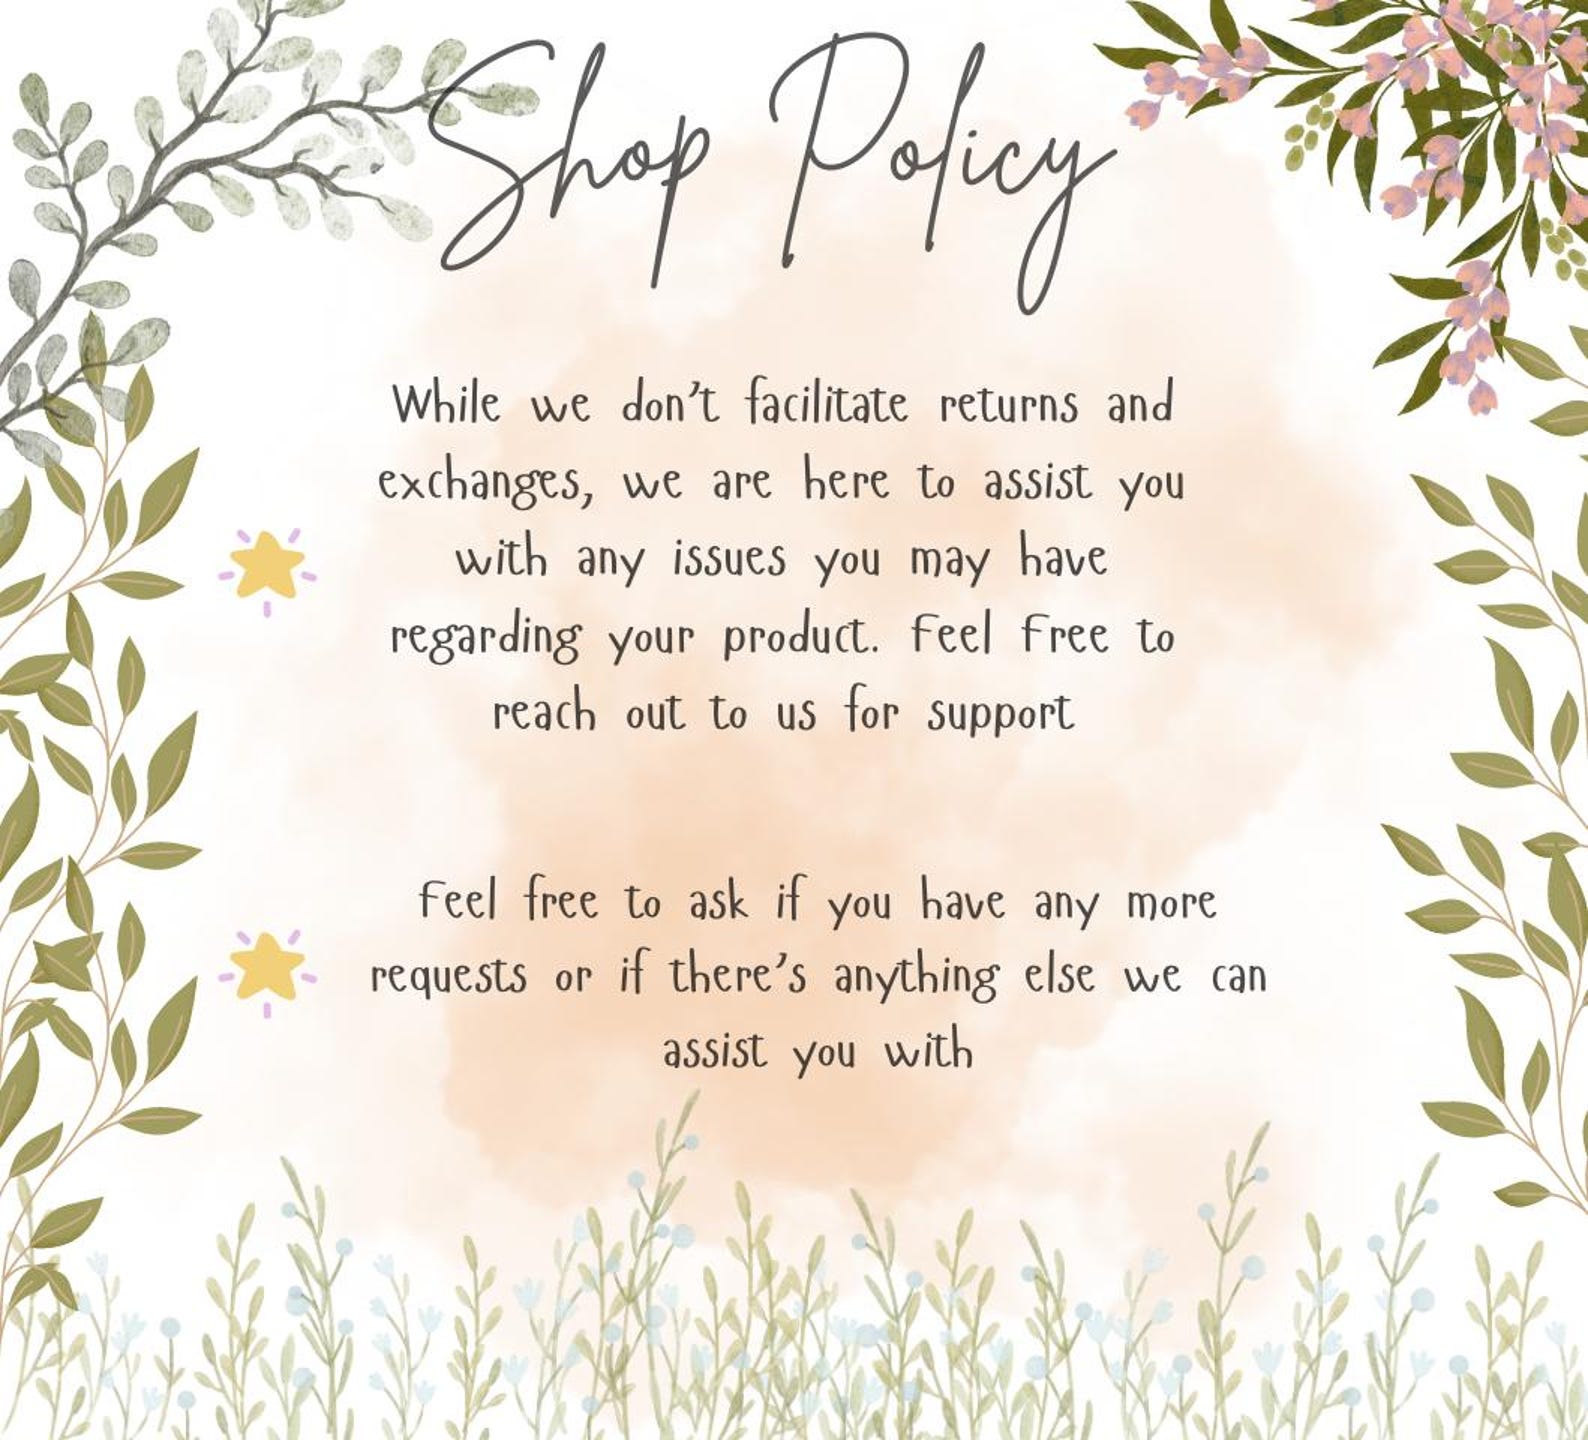 Shop Policy
While we don't facilitate returns and
exchanges, we are here to assist you
with any issues you may have
regarding your product. Feel Free to
reach out to us for support
Feel free to ask if you have any more
requests or if there's anything else we can
assist you with